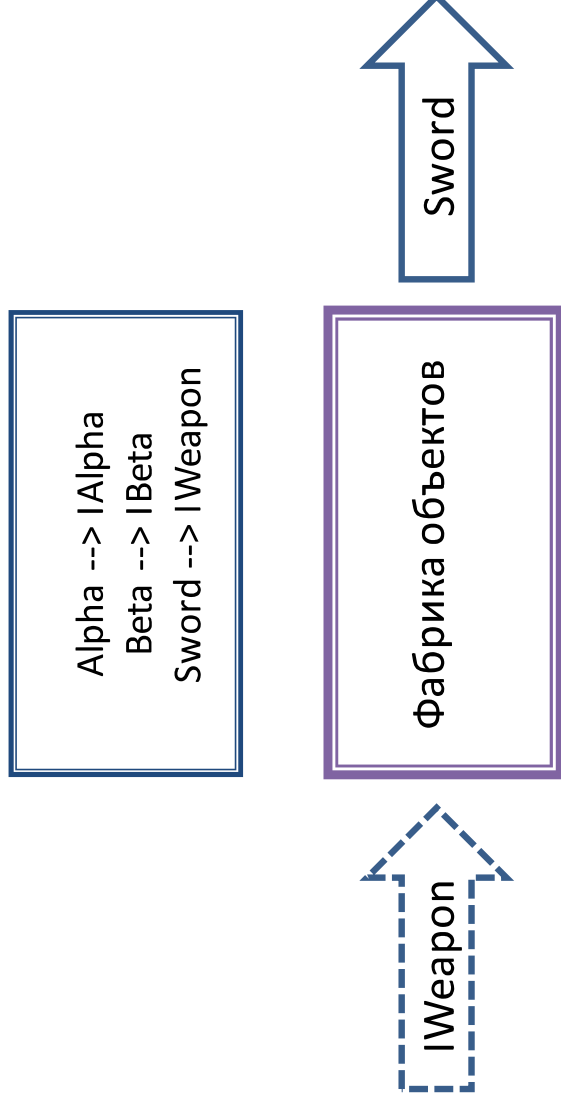 Alpha --> IAlpha
Beta --> IBeta
Sword --> IWeapon
IWeapon
Фабрика объектов
Sword